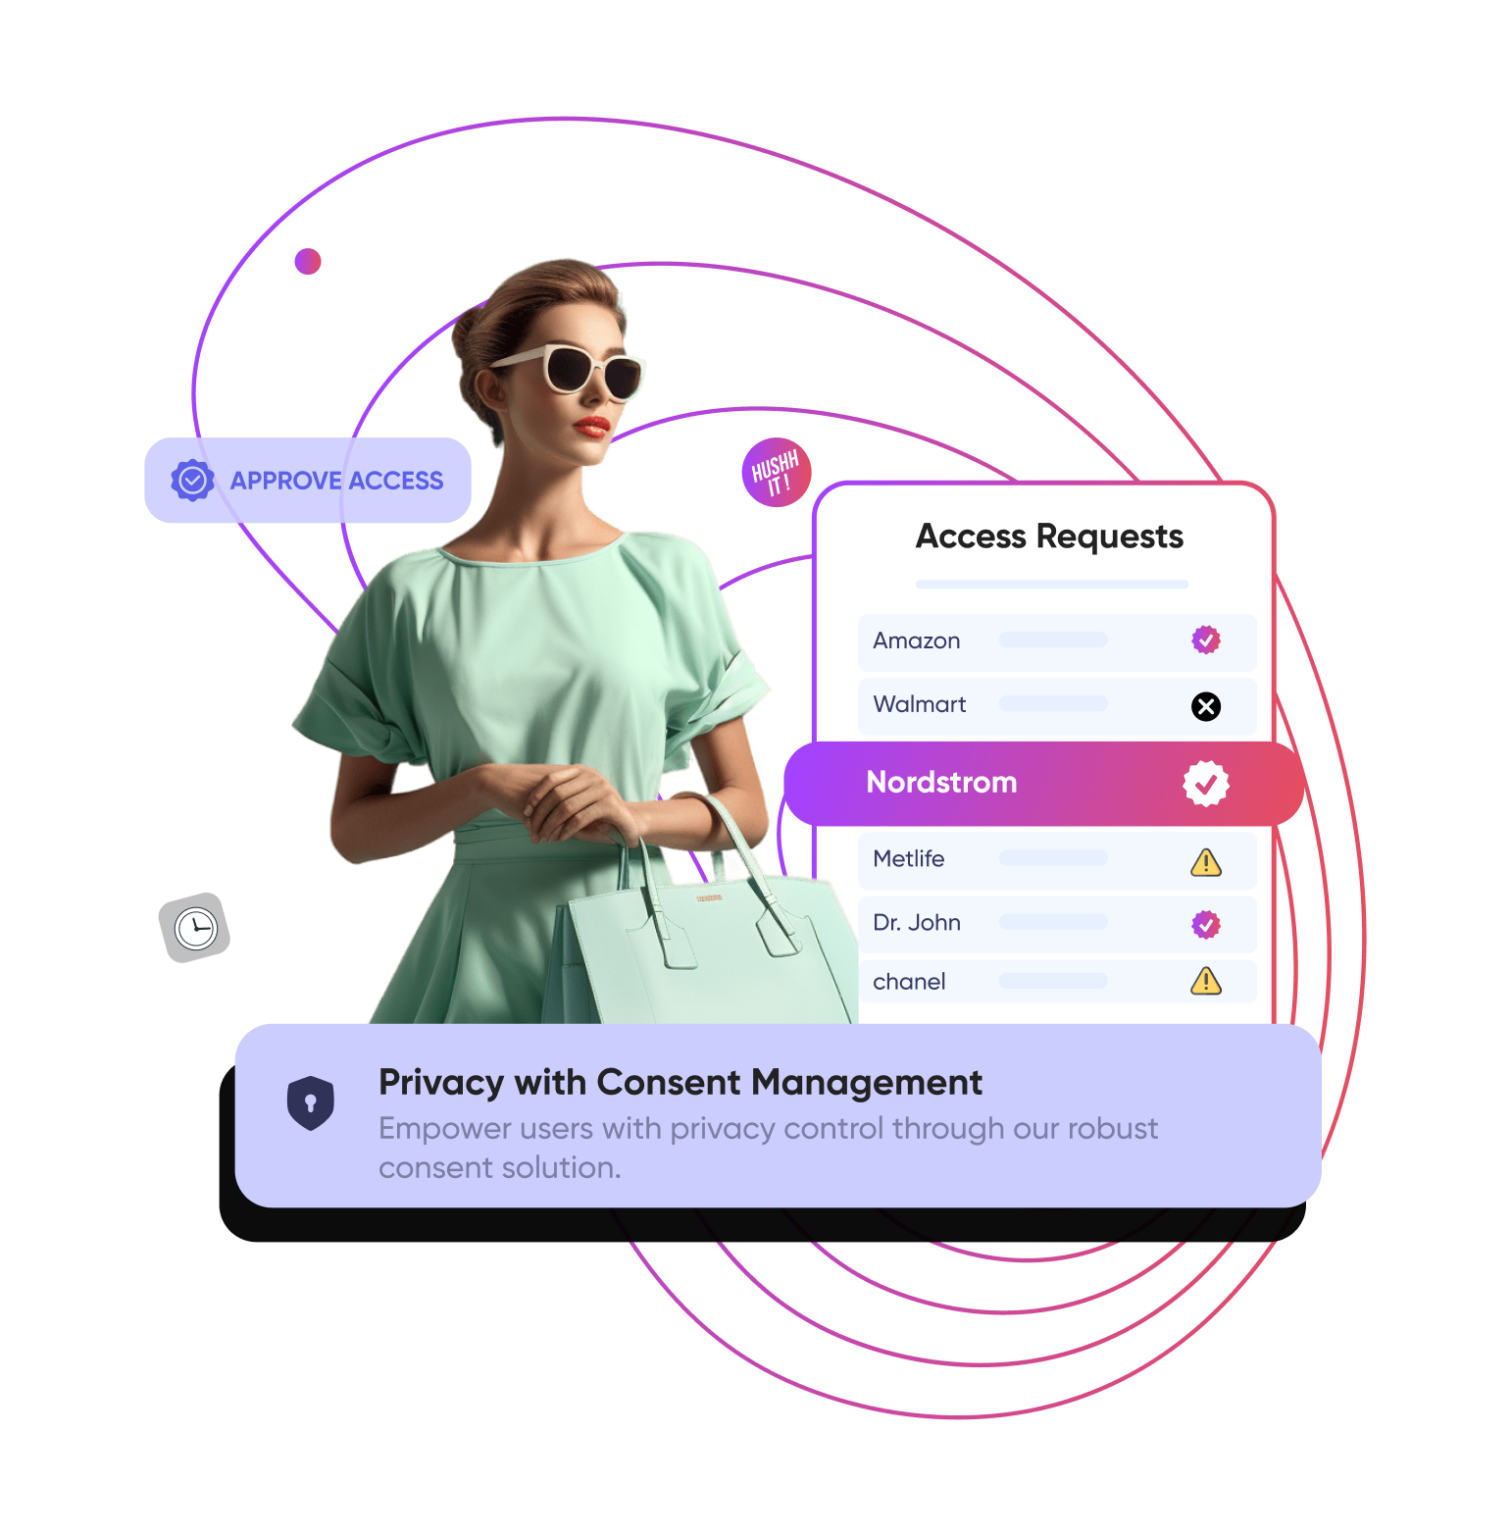 APPROVE ACCESS
HUSHH
IT !
Access Requests
Amazon
Walmart
Nordstrom
Metlife
Dr. John
chanel
Privacy with Consent Management
Empower users with privacy control through our robust
consent solution.